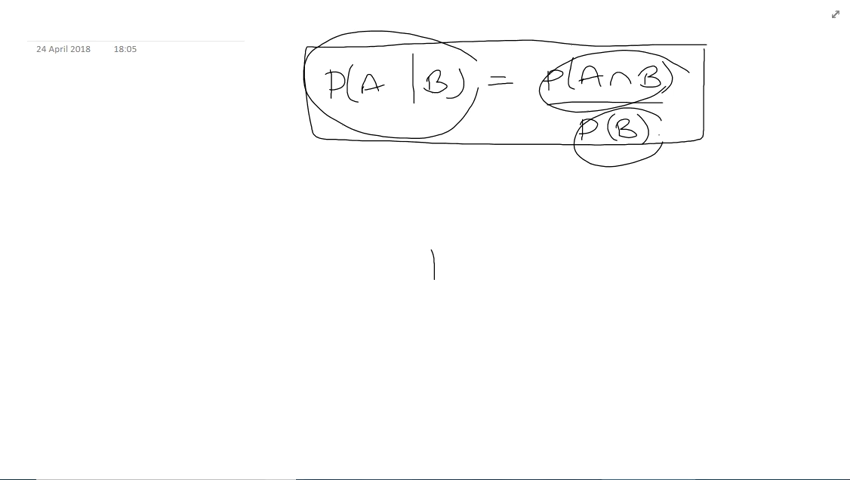 24 April 2018 18:05
P(A | B) = P(A ∩ B)
P(B)
|